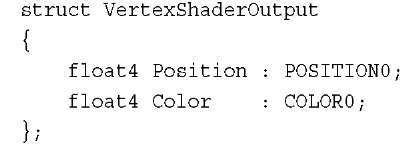 struct VertexShaderOutput
{
    float4 Position : POSITION0;
    float4 Color    : COLOR0;
};